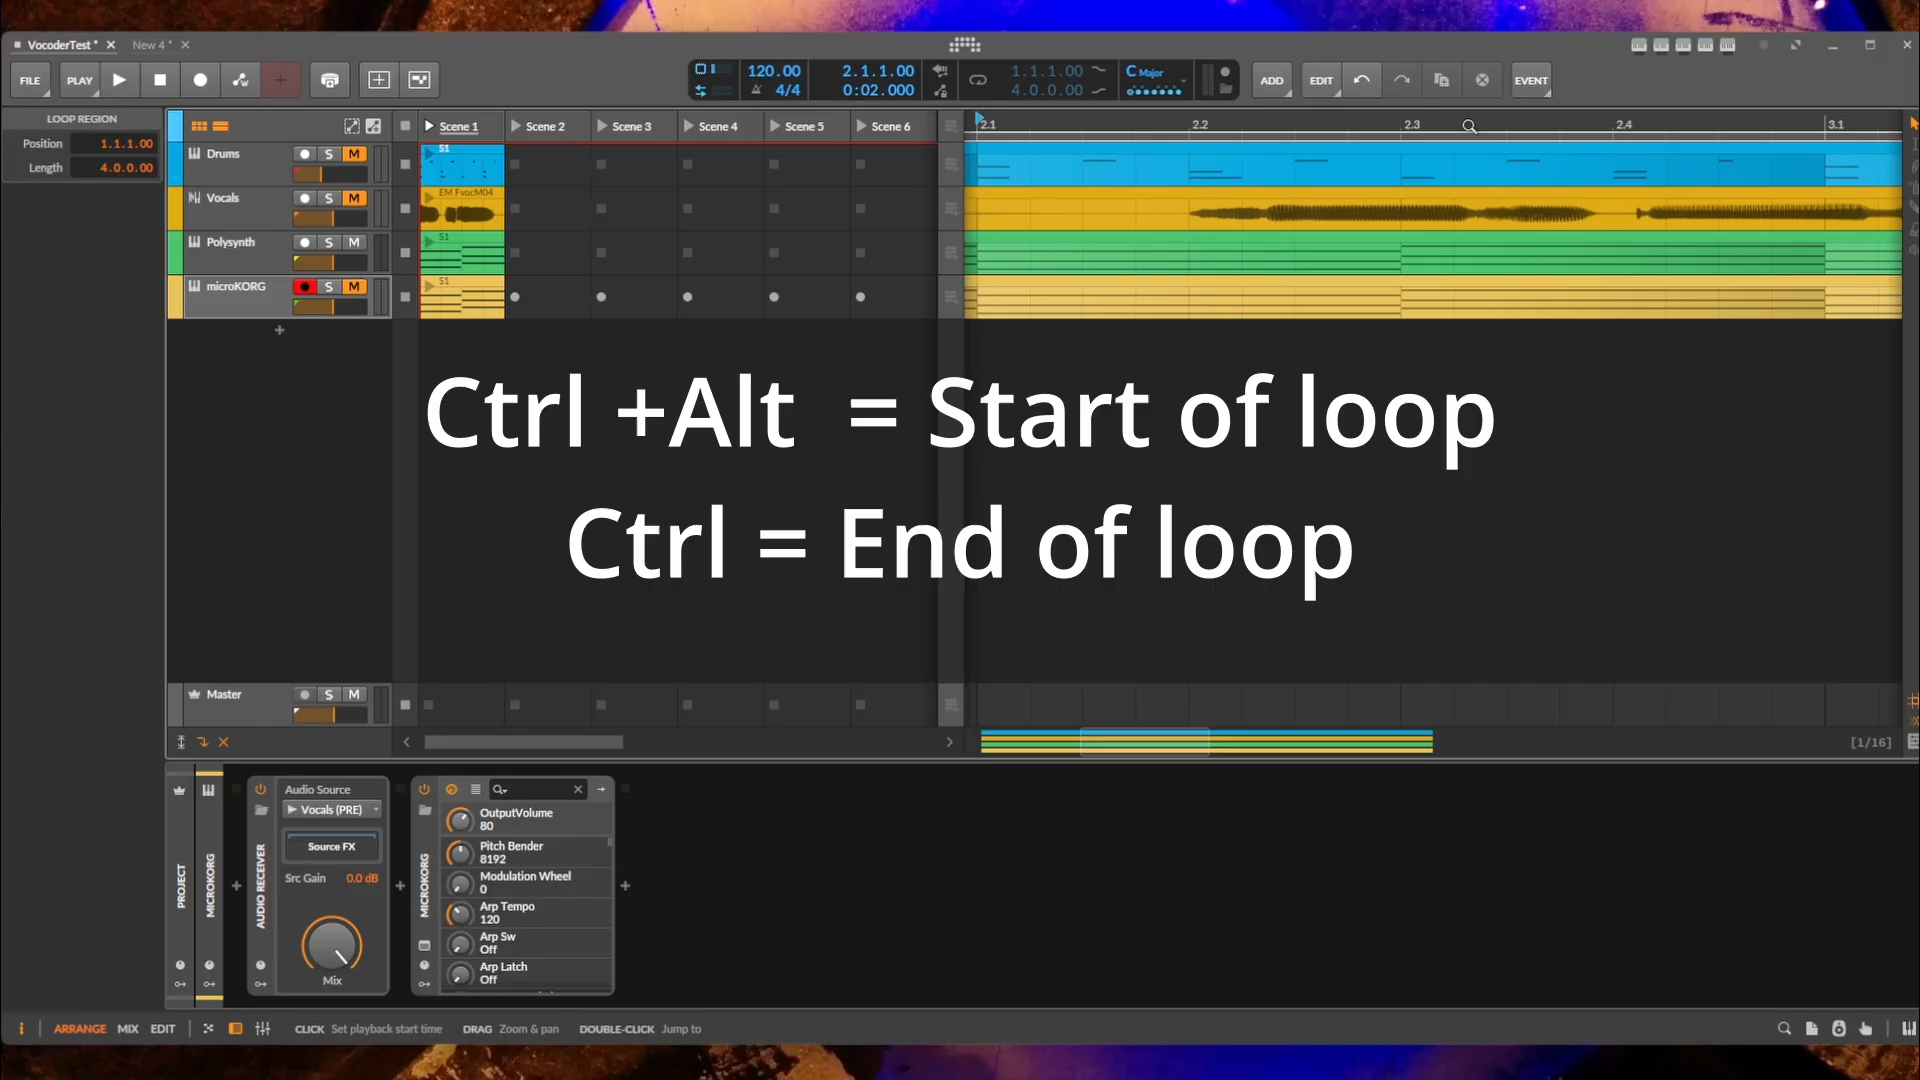 VocoderTest *
New 4 *
FILE
PLAY
120.00
4/4
2.1.1.00
0:02.000
1.1.1.00
4.0.0.00
C Major
ADD
EDIT
EVENT
LOOP REGION
Position 1.1.1.00
Length 4.0.0.00
Scene 1
Scene 2
Scene 3
Scene 4
Scene 5
Scene 6
2.1
2.2
2.3
2.4
3.1
Drums
S M
S1
Vocals
S M
EM FvocM04
Polysynth
S M
S1
microKORG
S M
S1
Ctrl +Alt = Start of loop
Ctrl = End of loop
Master
S M
[1/16]
PROJECT
MICROKORG
AUDIO RECEIVER
Audio Source
Vocals (PRE)
Source FX
Src Gain 0.0 dB
Mix
MICROKORG
OutputVolume
80
Pitch Bender
8192
Modulation Wheel
0
Arp Tempo
120
Arp Sw
Off
Arp Latch
Off
ARRANGE MIX EDIT
CLICK Set playback start time DRAG Zoom & pan DOUBLE-CLICK Jump to